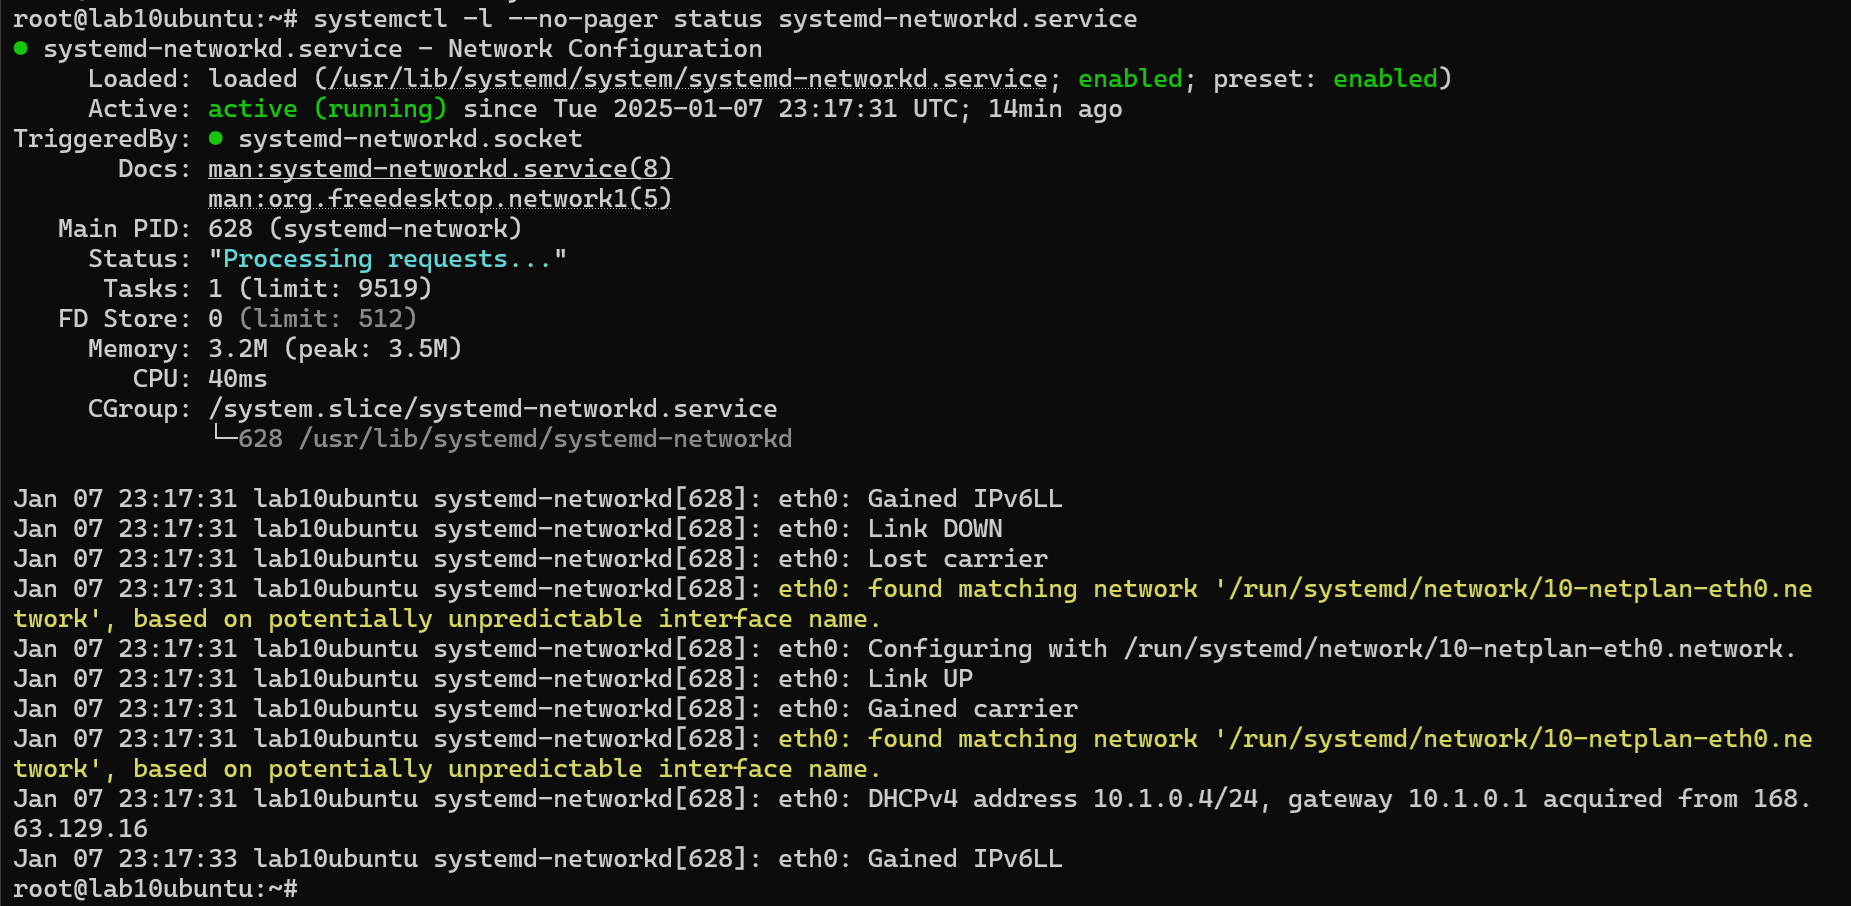 root@lab10ubuntu:~# systemctl -l --no-pager status systemd-networkd.service
● systemd-networkd.service - Network Configuration
     Loaded: loaded (/usr/lib/systemd/system/systemd-networkd.service; enabled; preset: enabled)
     Active: active (running) since Tue 2025-01-07 23:17:31 UTC; 14min ago
TriggeredBy: ● systemd-networkd.socket
       Docs: man:systemd-networkd.service(8)
             man:org.freedesktop.network1(5)
   Main PID: 628 (systemd-network)
     Status: "Processing requests..."
      Tasks: 1 (limit: 9519)
   FD Store: 0 (limit: 512)
     Memory: 3.2M (peak: 3.5M)
        CPU: 40ms
     CGroup: /system.slice/systemd-networkd.service
             └─628 /usr/lib/systemd/systemd-networkd

Jan 07 23:17:31 lab10ubuntu systemd-networkd[628]: eth0: Gained IPv6LL
Jan 07 23:17:31 lab10ubuntu systemd-networkd[628]: eth0: Link DOWN
Jan 07 23:17:31 lab10ubuntu systemd-networkd[628]: eth0: Lost carrier
Jan 07 23:17:31 lab10ubuntu systemd-networkd[628]: eth0: found matching network '/run/systemd/network/10-netplan-eth0.ne
twork', based on potentially unpredictable interface name.
Jan 07 23:17:31 lab10ubuntu systemd-networkd[628]: eth0: Configuring with /run/systemd/network/10-netplan-eth0.network.
Jan 07 23:17:31 lab10ubuntu systemd-networkd[628]: eth0: Link UP
Jan 07 23:17:31 lab10ubuntu systemd-networkd[628]: eth0: Gained carrier
Jan 07 23:17:31 lab10ubuntu systemd-networkd[628]: eth0: found matching network '/run/systemd/network/10-netplan-eth0.ne
twork', based on potentially unpredictable interface name.
Jan 07 23:17:31 lab10ubuntu systemd-networkd[628]: eth0: DHCPv4 address 10.1.0.4/24, gateway 10.1.0.1 acquired from 168.
63.129.16
Jan 07 23:17:33 lab10ubuntu systemd-networkd[628]: eth0: Gained IPv6LL
root@lab10ubuntu:~#